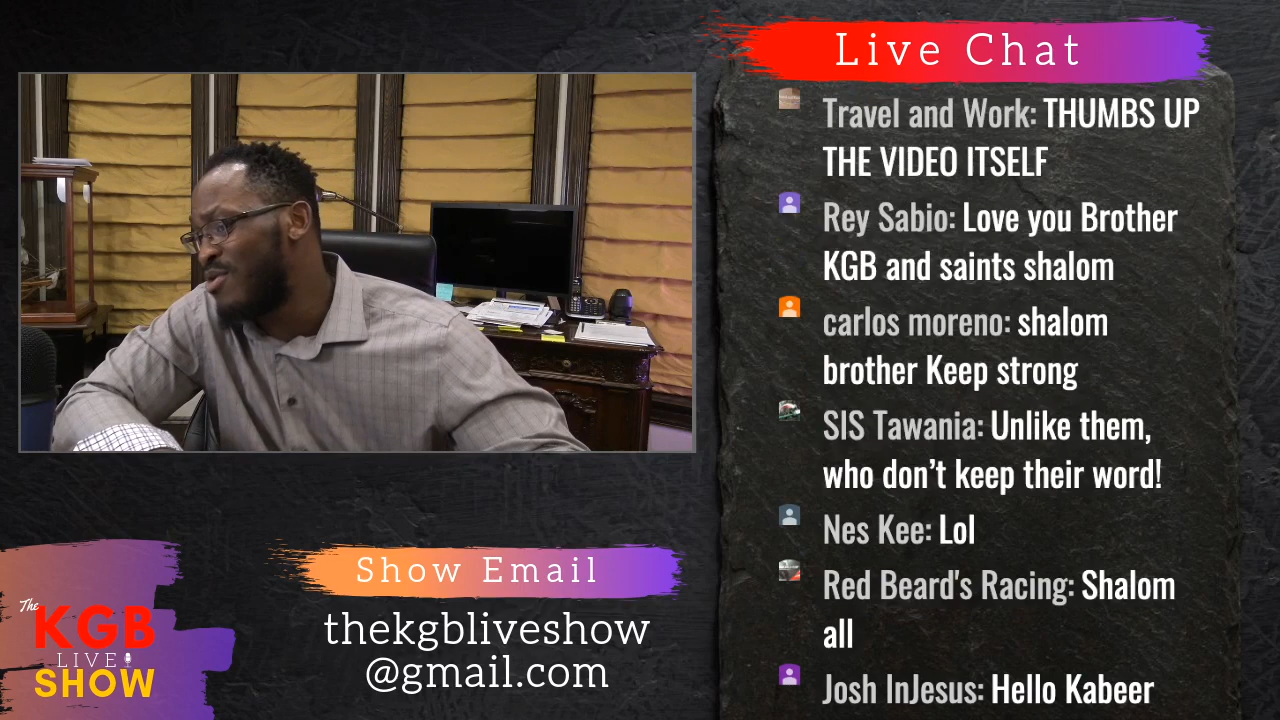 Live Chat
Travel and Work: THUMBS UP
THE VIDEO ITSELF
Rey Sabio: Love you Brother
KGB and saints shalom
carlos moreno: shalom
brother Keep strong
SIS Tawania: Unlike them,
who don’t keep their word!
Nes Kee: Lol
Red Beard's Racing: Shalom
all
Josh InJesus: Hello Kabeer
Show Email
thekgbliveshow
@gmail.com
The
KGB
LIVE
SHOW